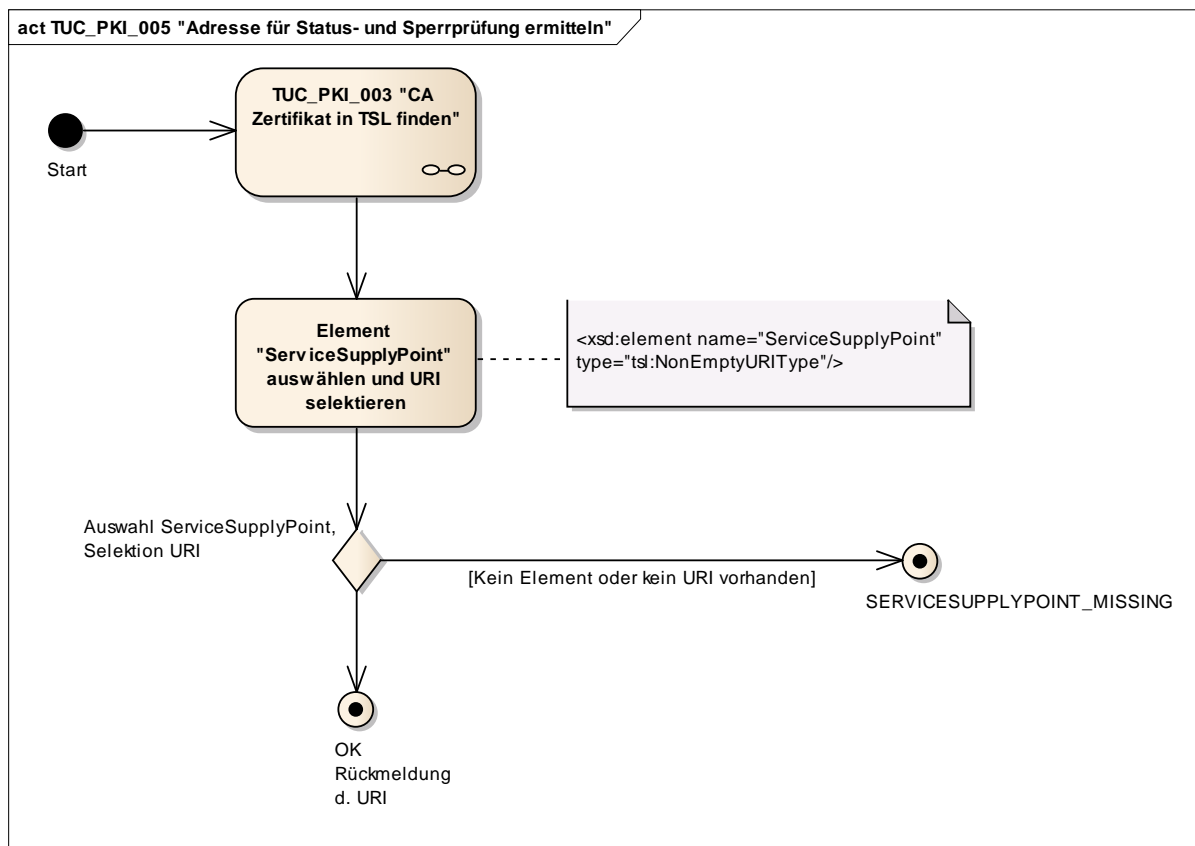 act TUC_PKI_005 "Adresse für Status- und Sperrprüfung ermitteln"
TUC_PKI_003 "CA
Zertifikat in TSL finden"
Start
Element
"ServiceSupplyPoint"
auswählen und URI
selektieren
<xsd:element name="ServiceSupplyPoint"
type="tsl:NonEmptyURIType"/>
Auswahl ServiceSupplyPoint,
Selektion URI
[Kein Element oder kein URI vorhanden]
SERVICESUPPLYPOINT_MISSING
OK
Rückmeldung
d. URI